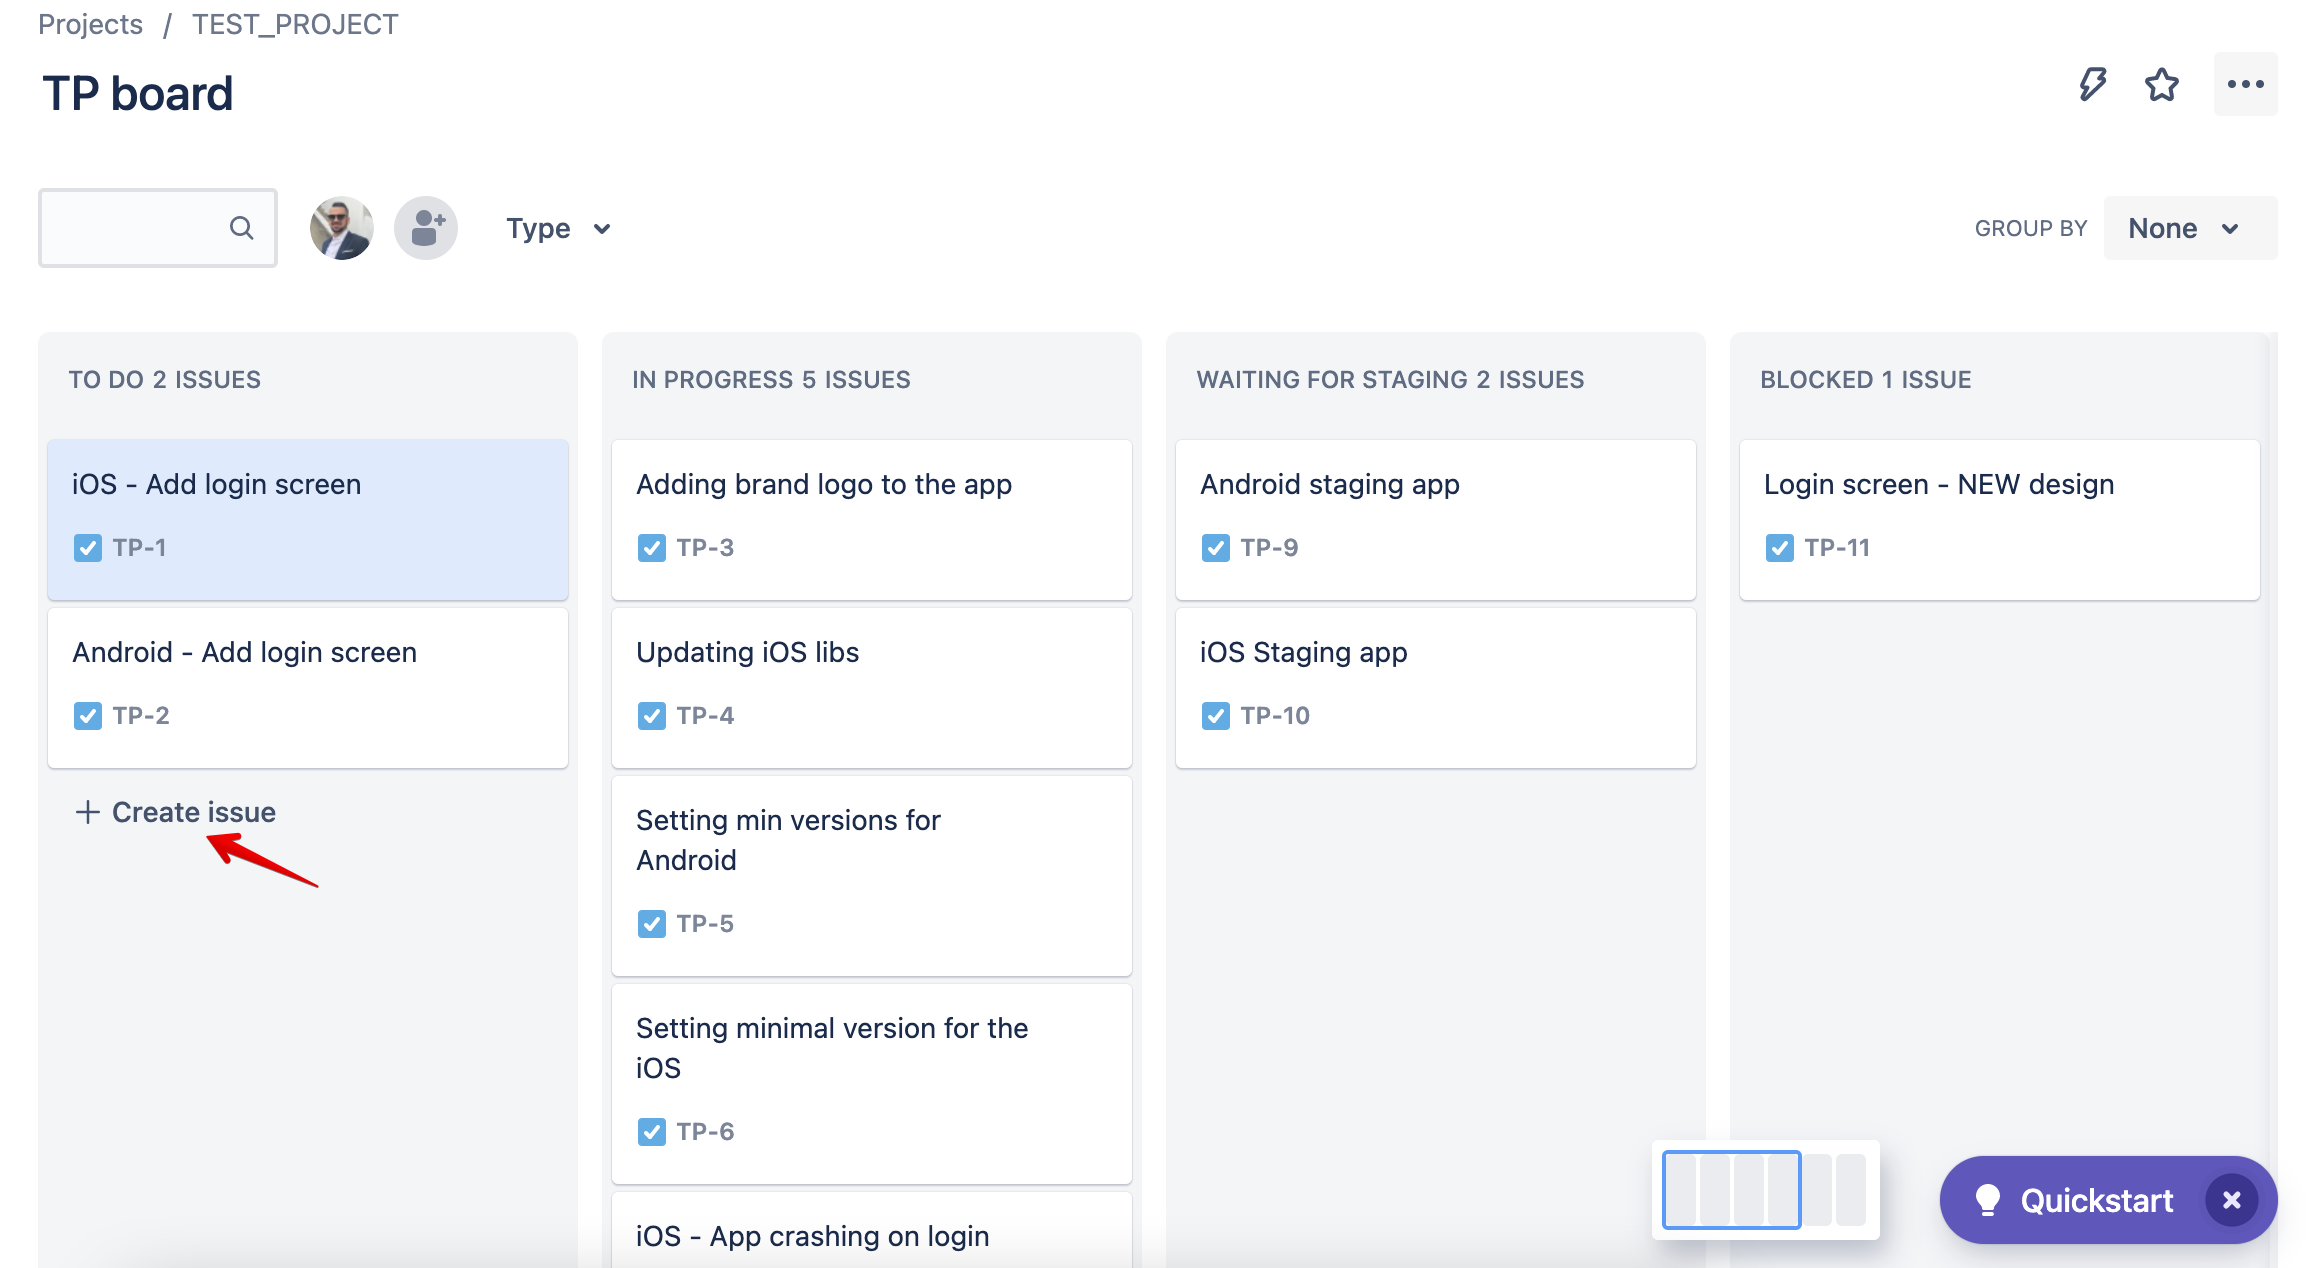 Projects / TEST_PROJECT
TP board
Type
GROUP BY
None
TO DO 2 ISSUES
iOS - Add login screen
TP-1
Android - Add login screen
TP-2
Create issue
IN PROGRESS 5 ISSUES
Adding brand logo to the app
TP-3
Updating iOS libs
TP-4
Setting min versions for
Android
TP-5
Setting minimal version for the
iOS
TP-6
iOS - App crashing on login
WAITING FOR STAGING 2 ISSUES
Android staging app
TP-9
iOS Staging app
TP-10
BLOCKED 1 ISSUE
Login screen - NEW design
TP-11
Quickstart